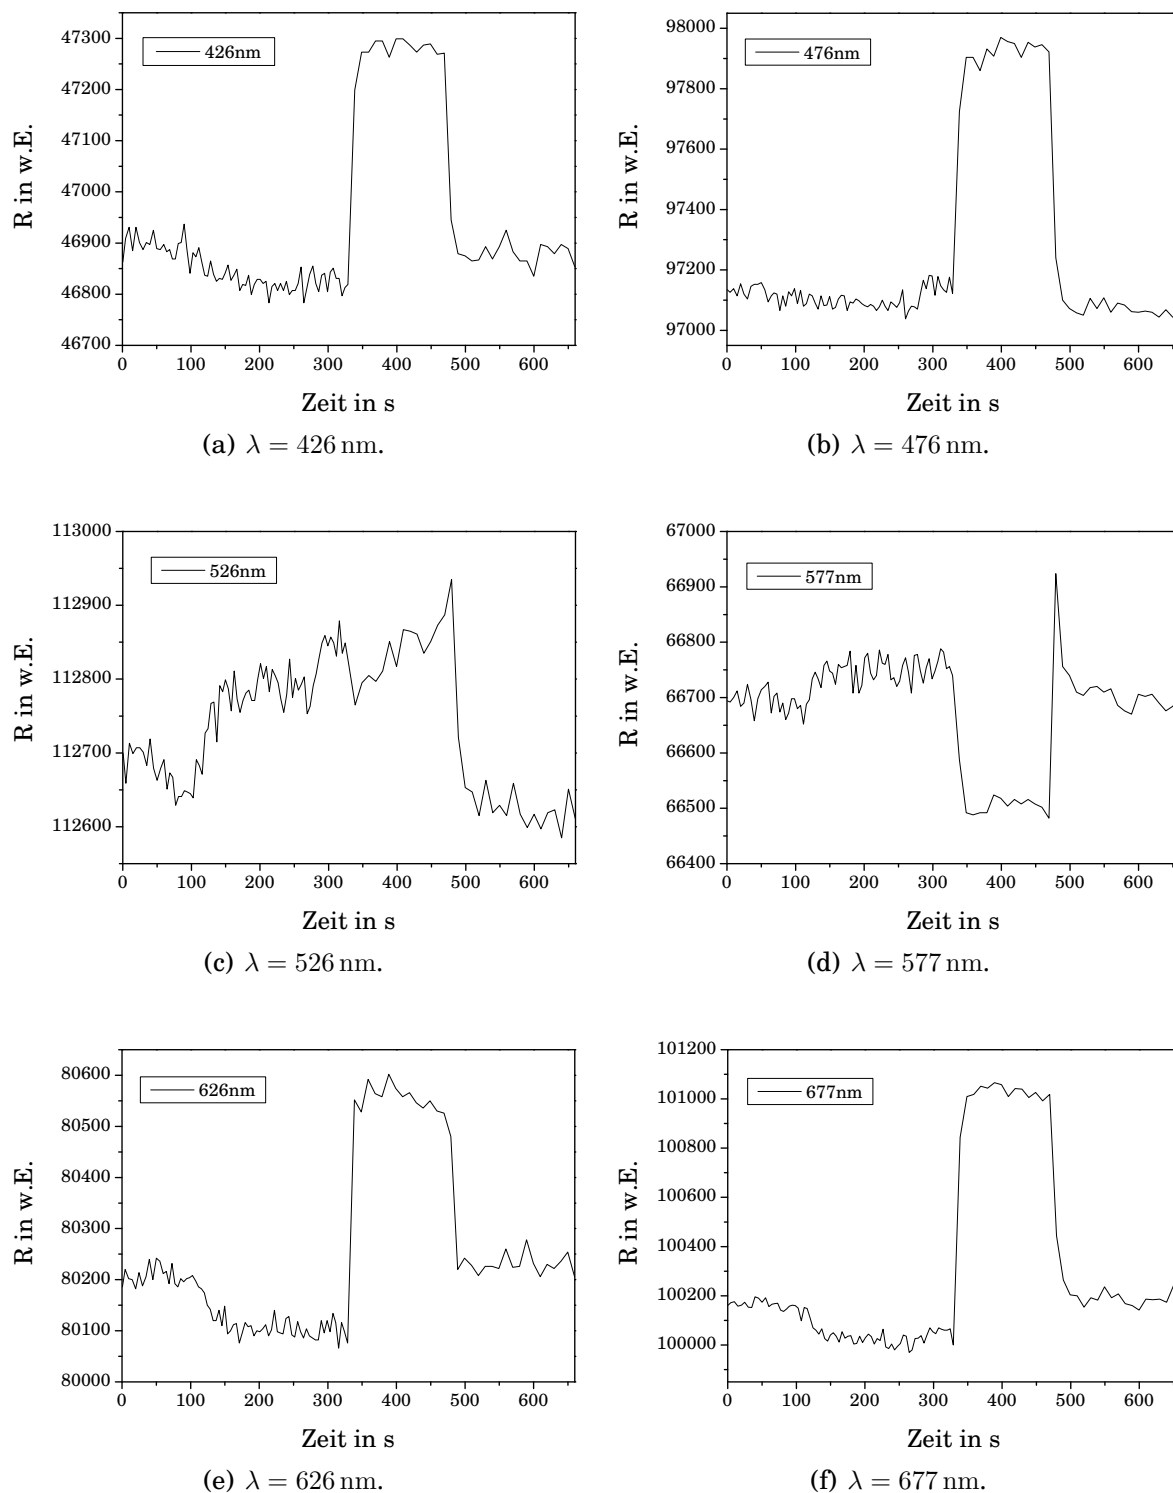 47300
47200
47100
47000
46900
46800
46700
R in w.E.
426nm
0 100 200 300 400 500 600
Zeit in s
(a) λ = 426 nm.
98000
97800
97600
97400
97200
97000
R in w.E.
476nm
0 100 200 300 400 500 600
Zeit in s
(b) λ = 476 nm.
113000
112900
112800
112700
112600
R in w.E.
526nm
0 100 200 300 400 500 600
Zeit in s
(c) λ = 526 nm.
67000
66900
66800
66700
66600
66500
66400
R in w.E.
577nm
0 100 200 300 400 500 600
Zeit in s
(d) λ = 577 nm.
80600
80500
80400
80300
80200
80100
80000
R in w.E.
626nm
0 100 200 300 400 500 600
Zeit in s
(e) λ = 626 nm.
101200
101000
100800
100600
100400
100200
100000
R in w.E.
677nm
0 100 200 300 400 500 600
Zeit in s
(f) λ = 677 nm.